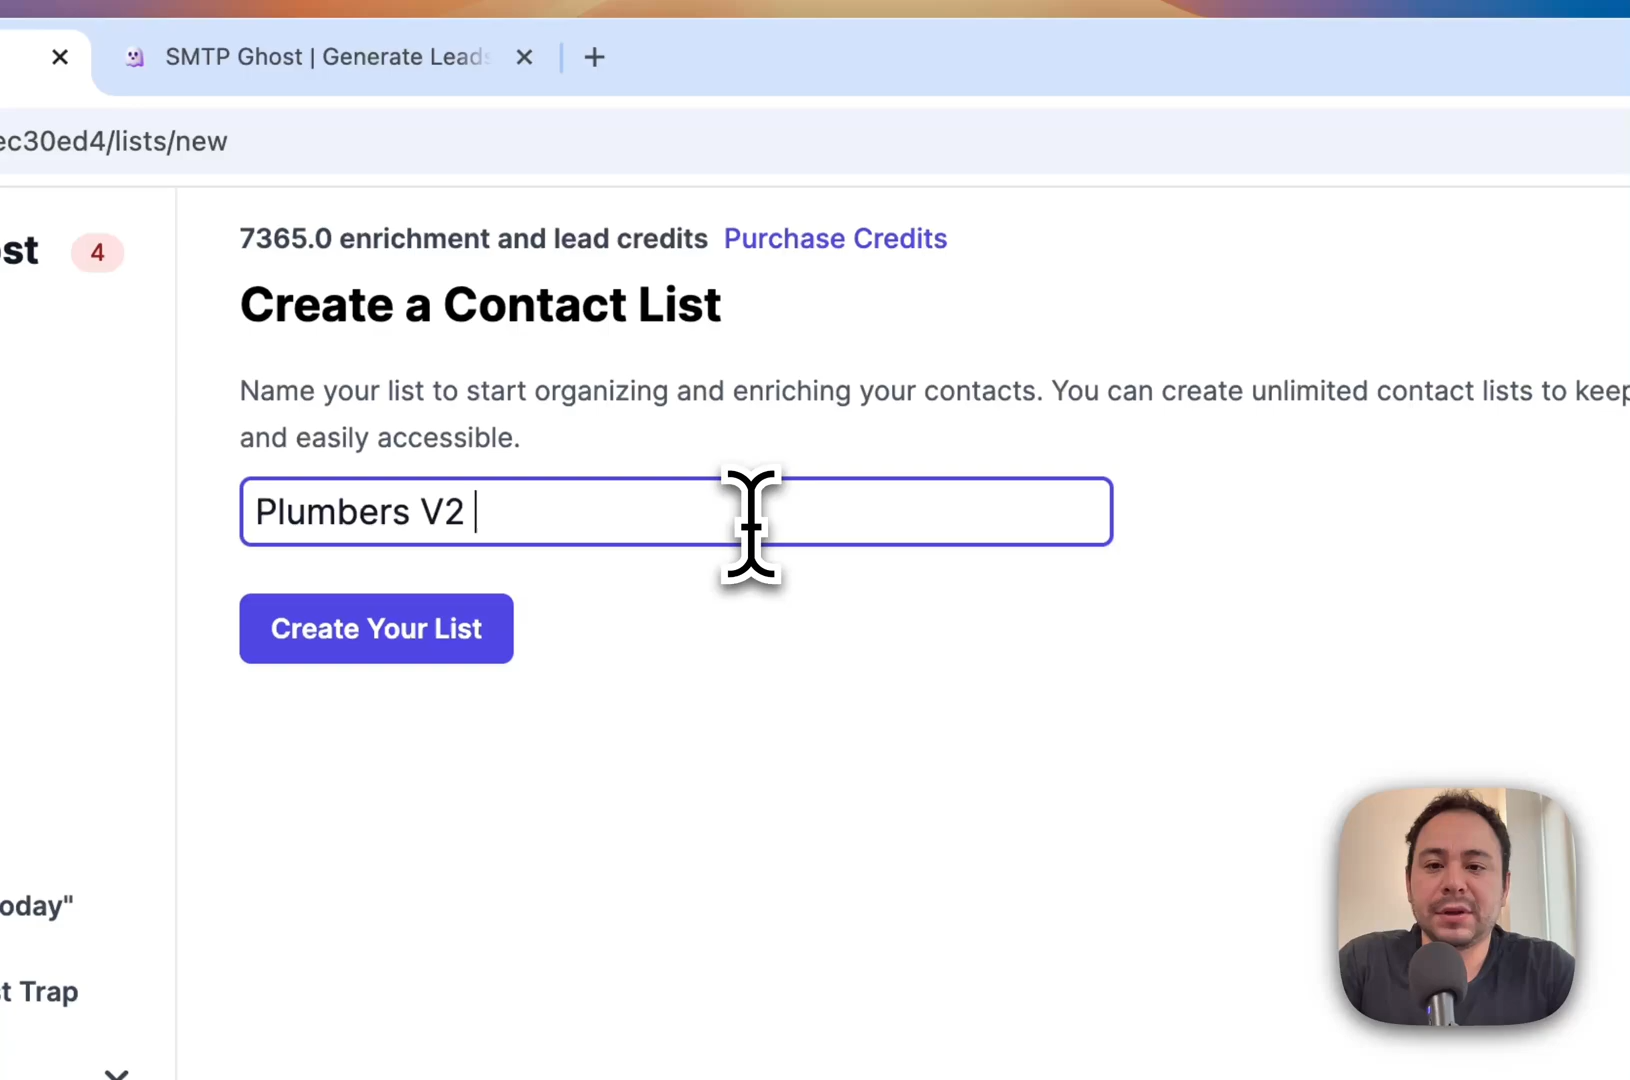 SMTP Ghost | Generate Leads
ec30ed4/lists/new
ost 4
7365.0 enrichment and lead credits Purchase Credits
Create a Contact List
Name your list to start organizing and enriching your contacts. You can create unlimited contact lists to keep
and easily accessible.
Plumbers V2
Create Your List
oday"
t Trap